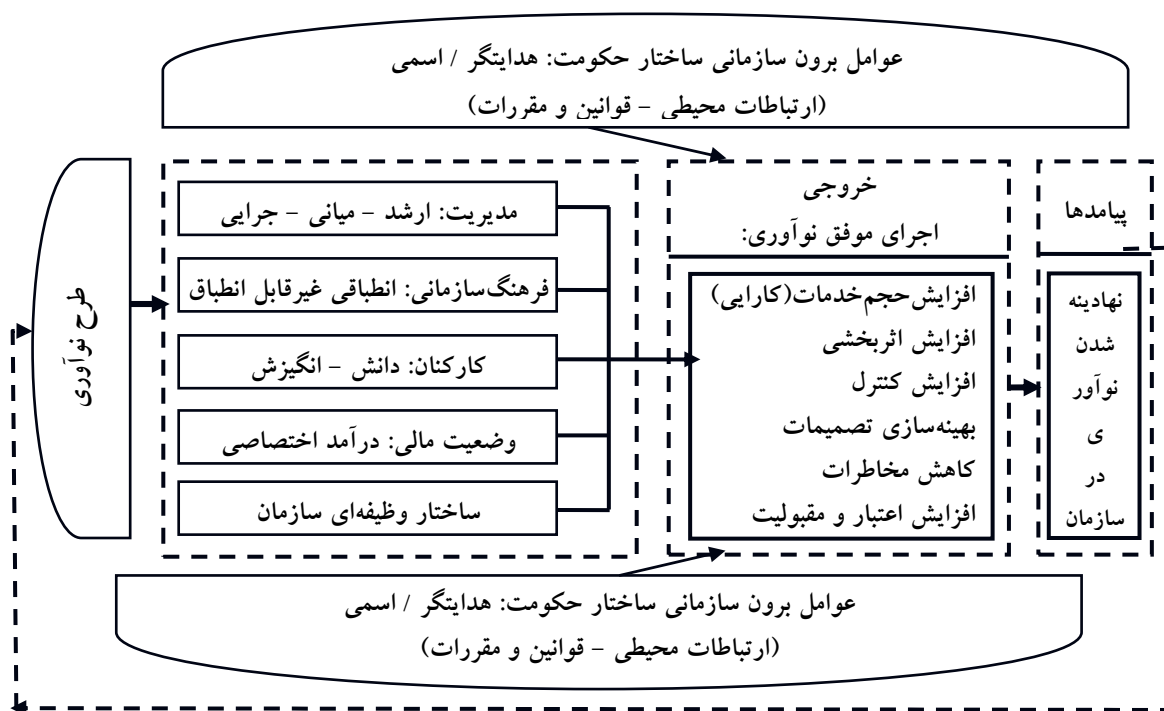 عوامل برون سازمانی ساختار حکومت: هدایتگر / اسمی
(ارتباطات محیطی – قوانین و مقررات)
طرح نوآوری
مدیریت: ارشد – میانی – جرایی
فرهنگ‌سازمانی: انطباقی غیرقابل انطباق
کارکنان: دانش – انگیزش
وضعیت مالی: درآمد اختصاصی
ساختار وظیفه‌ای سازمان
خروجی
اجرای موفق نوآوری:
افزایش‌حجم‌خدمات(کارایی)
افزایش اثربخشی
افزایش کنترل
بهینه‌سازی تصمیمات
کاهش مخاطرات
افزایش اعتبار و مقبولیت
پیامدها
نهادینه
شدن
نوآور
ی
در
سازمان
عوامل برون سازمانی ساختار حکومت: هدایتگر / اسمی
(ارتباطات محیطی – قوانین و مقررات)